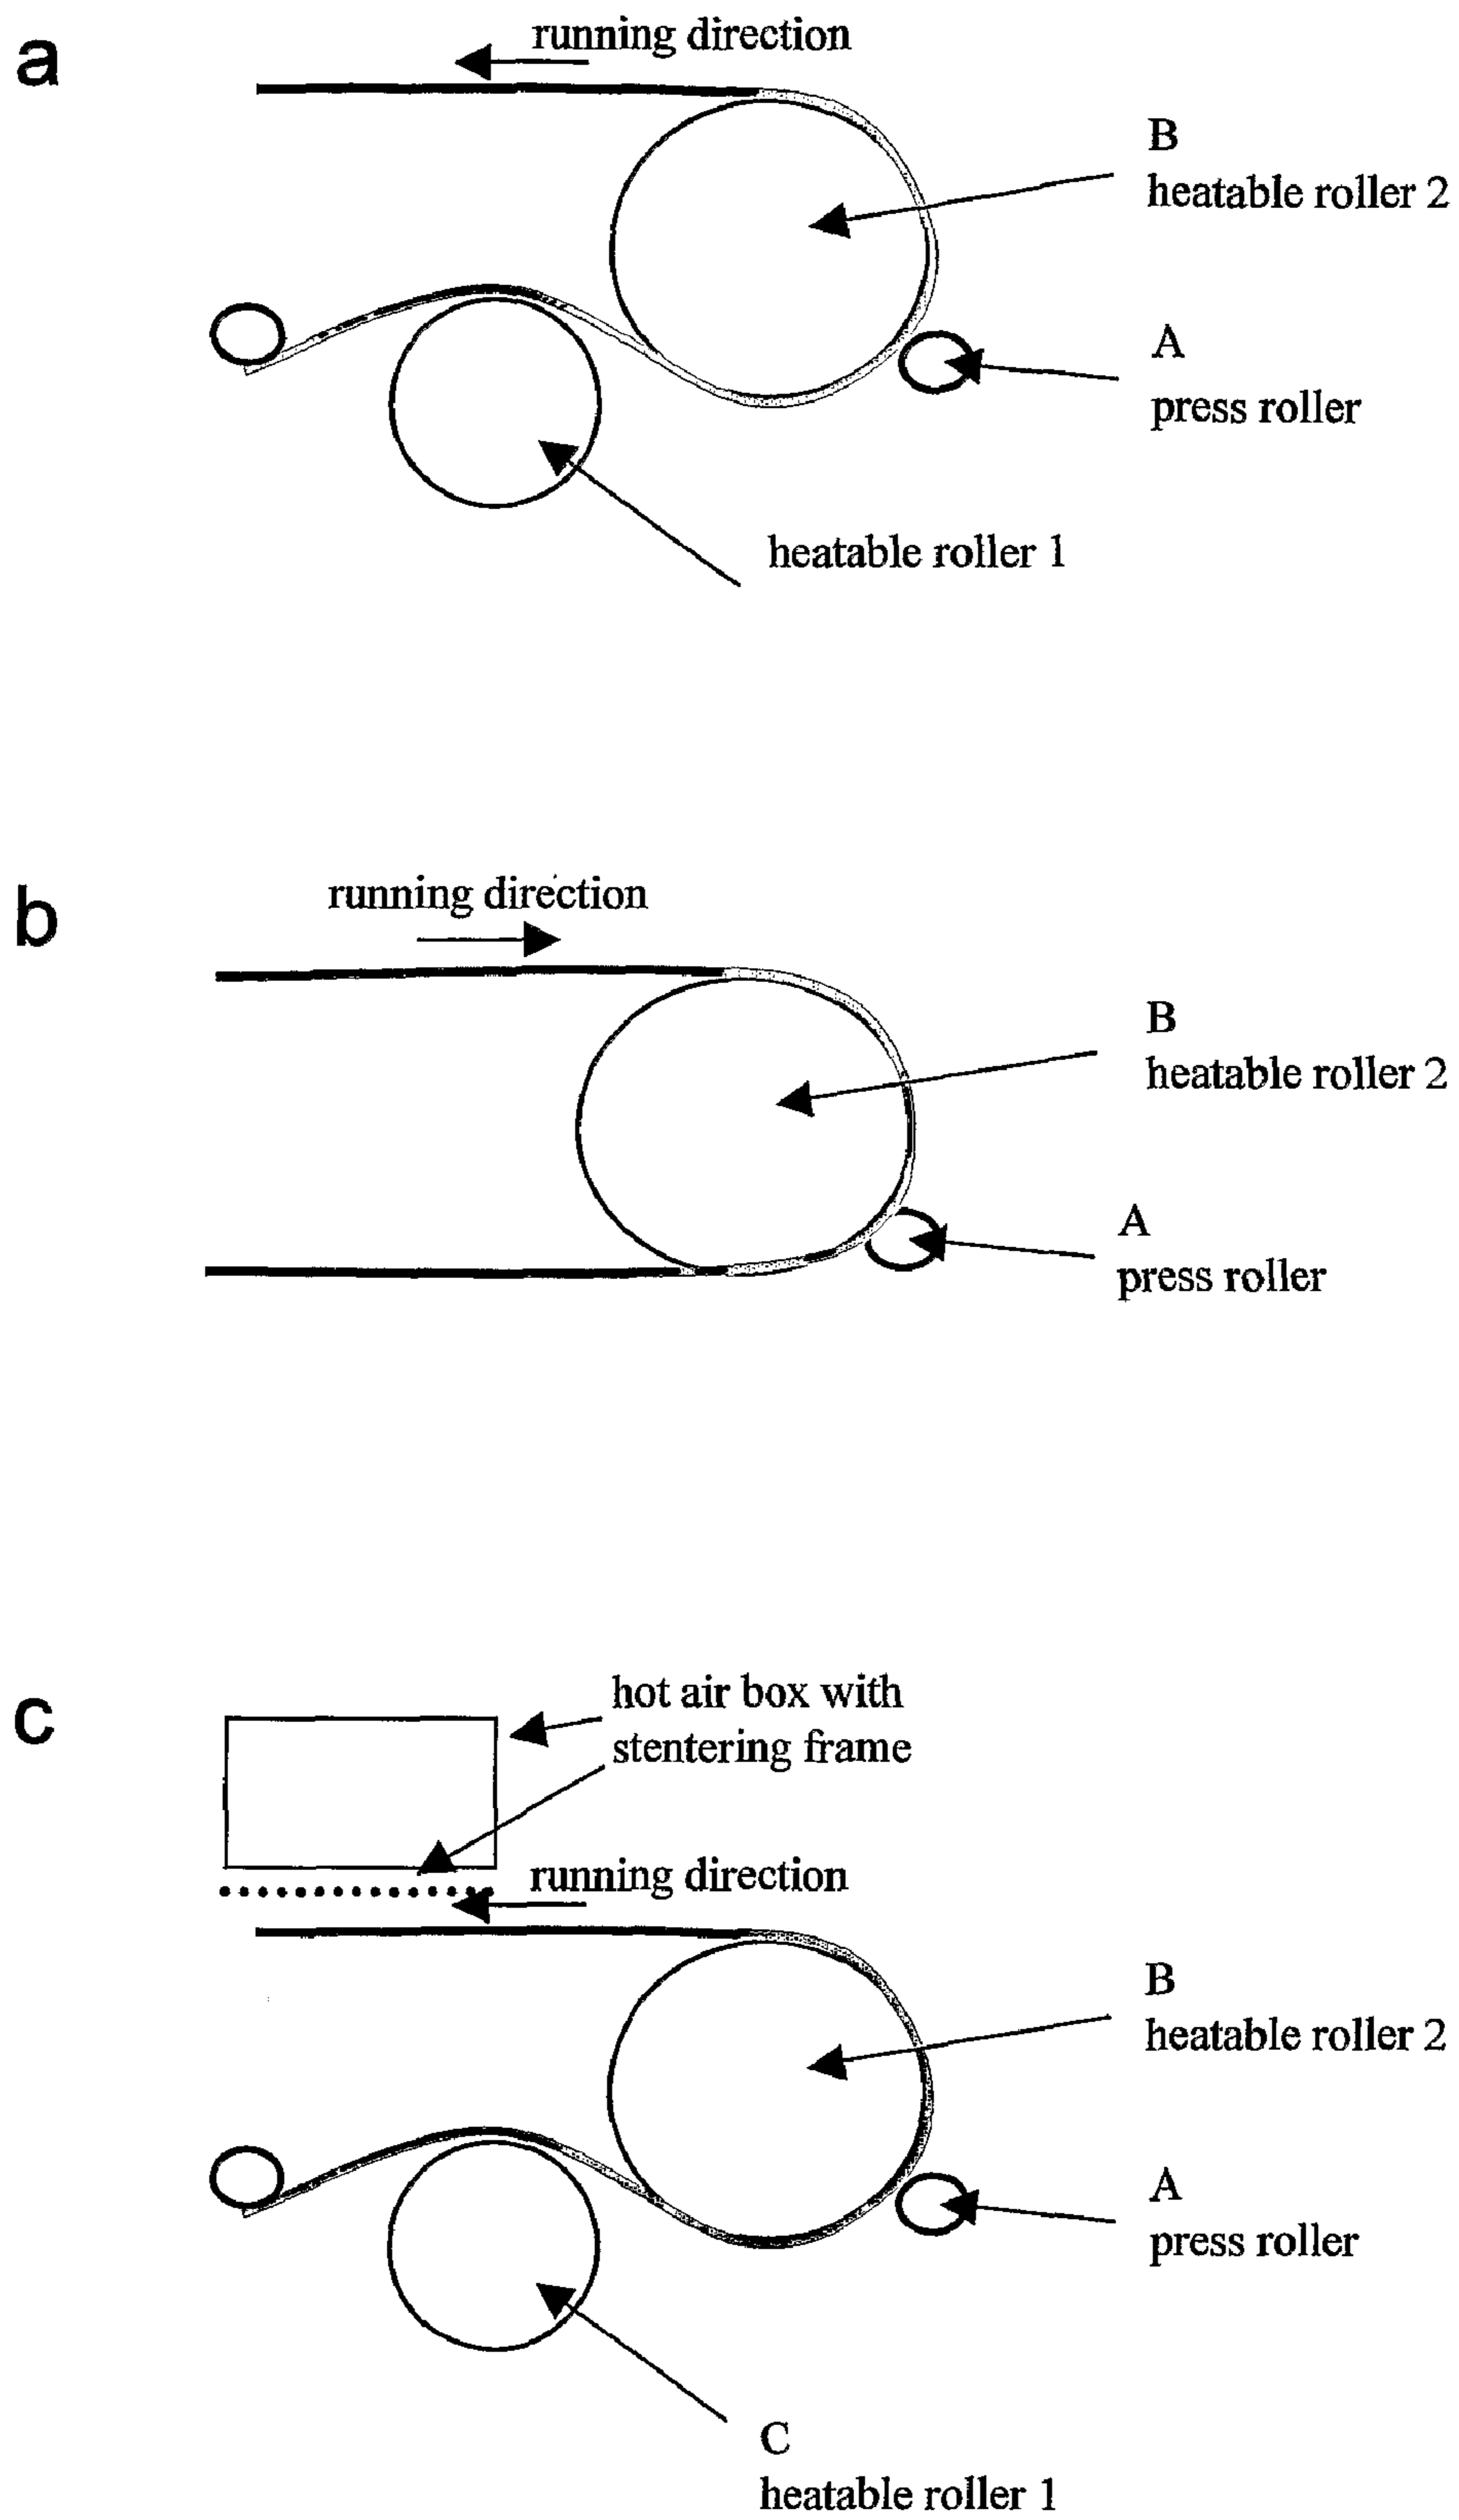 a
running direction
B
heatable roller 2
A
press roller
heatable roller 1
b
running direction
B
heatable roller 2
A
press roller
c
hot air box with
stentering frame
running direction
B
heatable roller 2
A
press roller
C
heatable roller 1